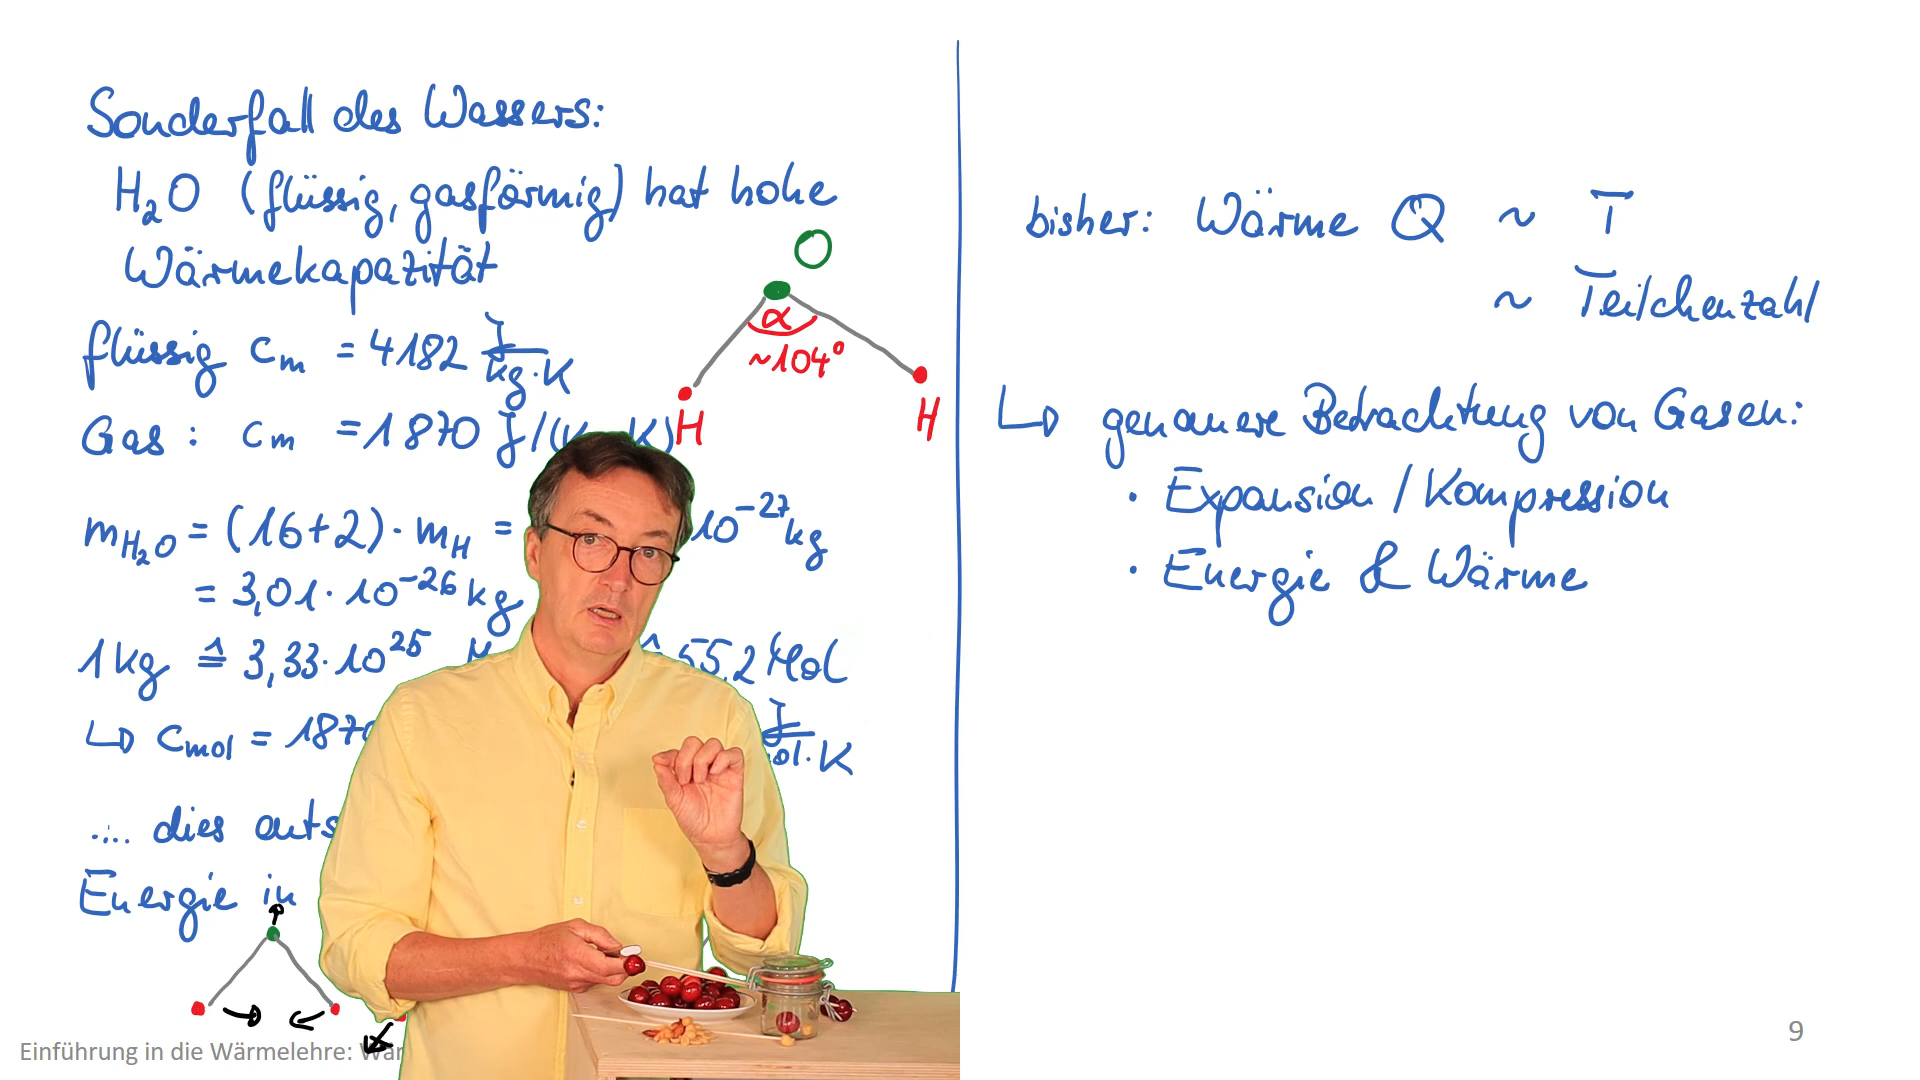 Sonderfall des Wassers:
H₂O (flüssig, gasförmig) hat hohe
Wärmekapazität
O
α
~104°
H
H
flüssig cm = 4182 J/kg·K
Gas: cm = 1870 J/( K)
mH₂O = (16+2)·mH = 10⁻²⁷ kg
= 3,01·10⁻²⁶ kg
1kg ≙ 3,33·10²⁵ 55,2 Mol
↳ cmol = 187 J ol·K
.... dies
Energie in
Einführung in die Wärmelehre:
bisher: Wärme Q ~ T
~ Teilchenzahl
↳ genauere Betrachtung von Gasen:
· Expansion / Kompression
· Energie & Wärme
9